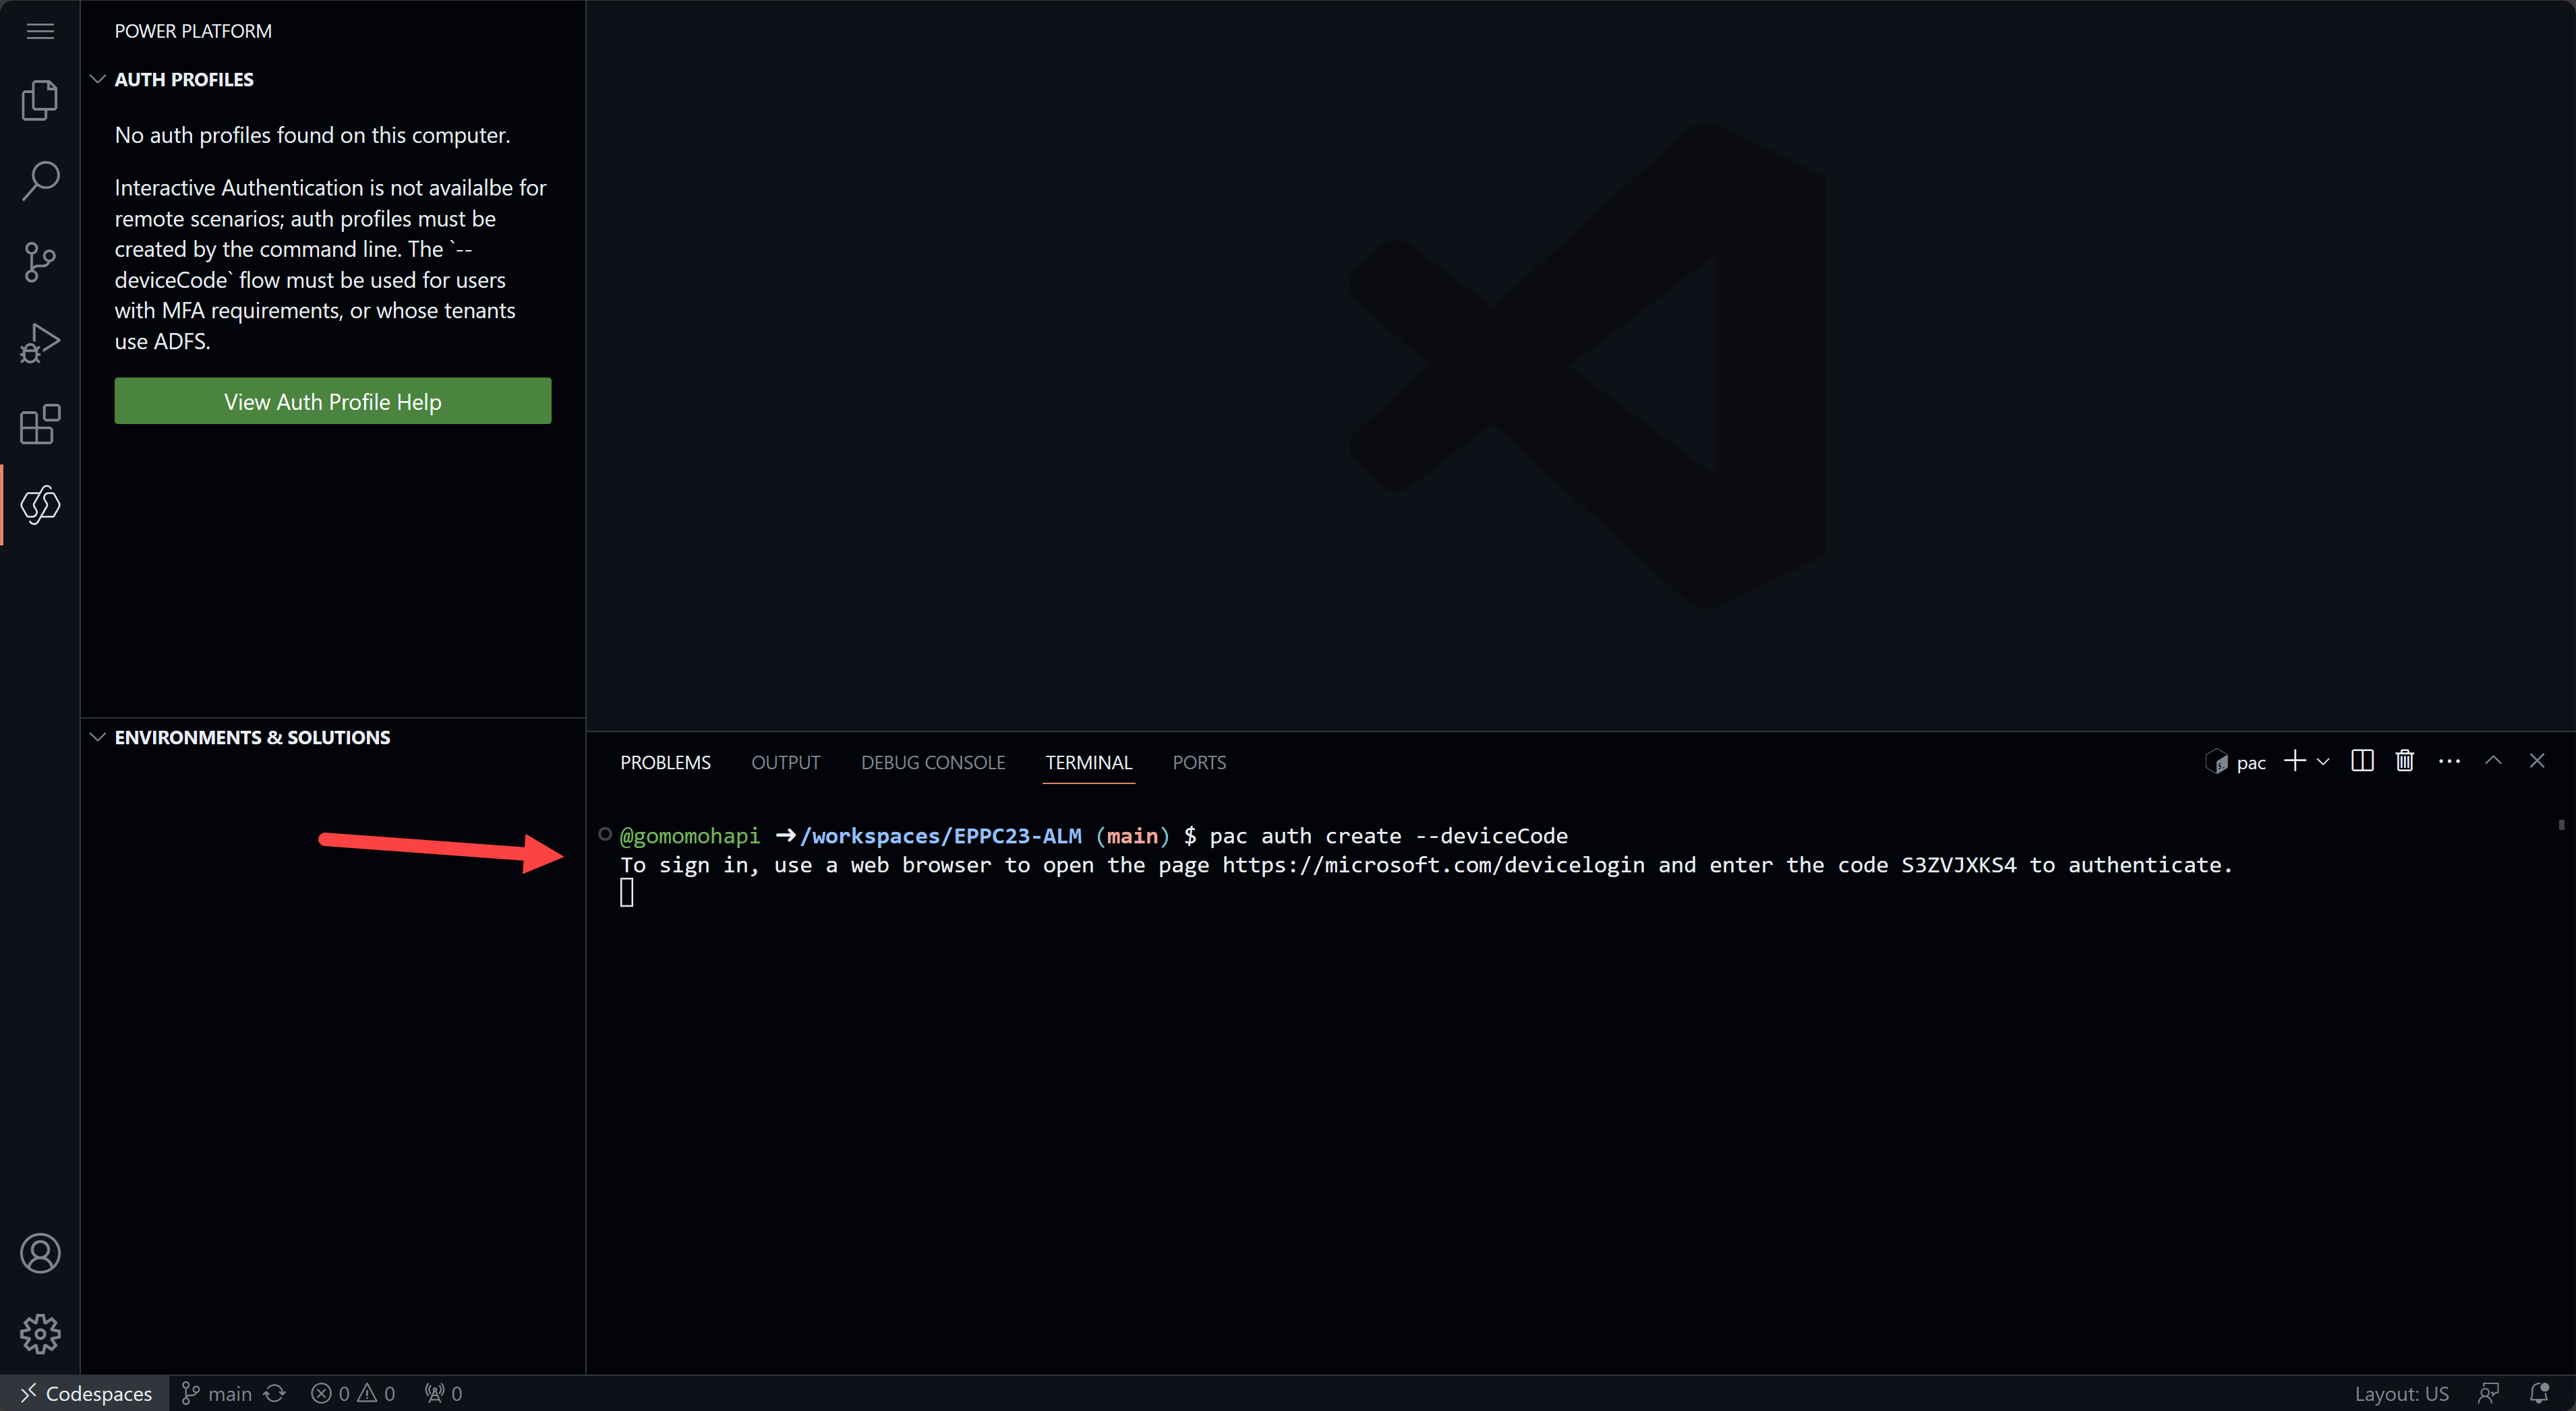 POWER PLATFORM
AUTH PROFILES
No auth profiles found on this computer.
Interactive Authentication is not availalbe for
remote scenarios; auth profiles must be
created by the command line. The `--
deviceCode` flow must be used for users
with MFA requirements, or whose tenants
use ADFS.
View Auth Profile Help
ENVIRONMENTS & SOLUTIONS
PROBLEMS OUTPUT DEBUG CONSOLE TERMINAL PORTS
pac
@gomomohapi ➜/workspaces/EPPC23-ALM (main) $ pac auth create --deviceCode
To sign in, use a web browser to open the page https://microsoft.com/devicelogin and enter the code S3ZVJXKS4 to authenticate.
Codespaces main 0 0 0
Layout: US